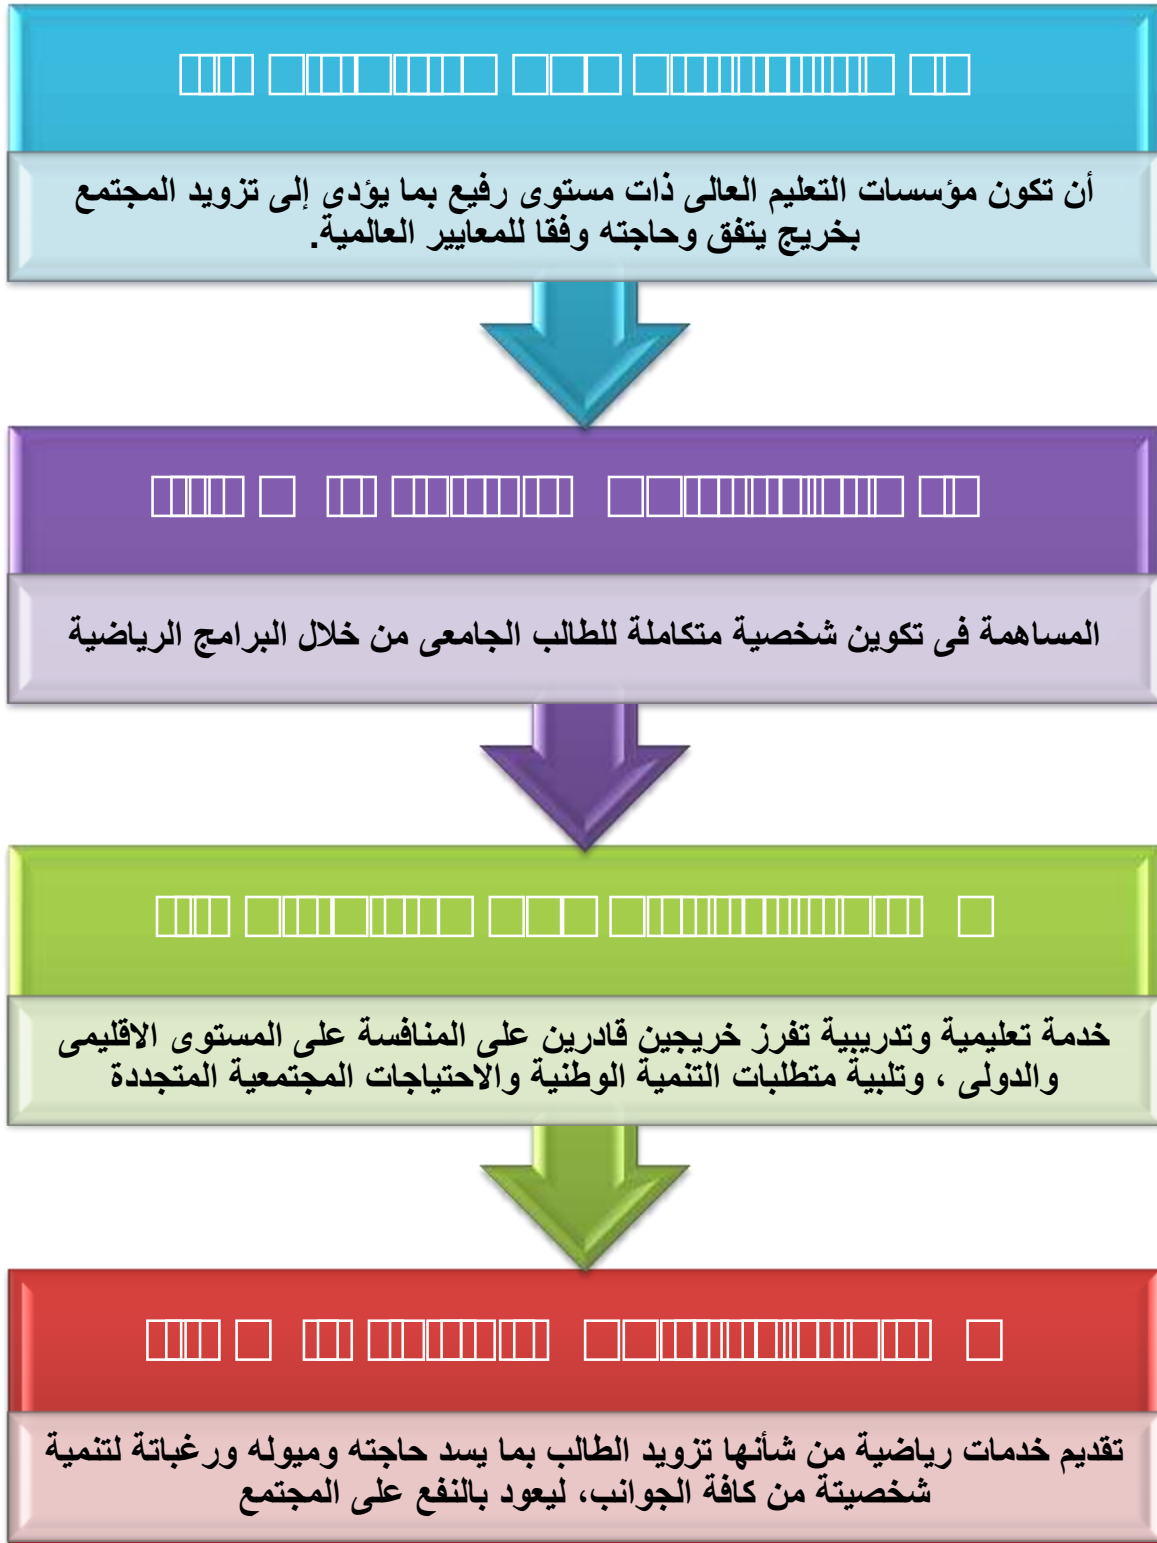 أن تكون مؤسسات التعليم العالى ذات مستوى رفيع بما يؤدى إلى تزويد المجتمع
بخريج يتفق وحاجته وفقا للمعايير العالمية.
المساهمة فى تكوين شخصية متكاملة للطالب الجامعى من خلال البرامج الرياضية
خدمة تعليمية وتدريبية تفرز خريجين قادرين على المنافسة على المستوى الاقليمى
والدولى ، وتلبية متطلبات التنمية الوطنية والاحتياجات المجتمعية المتجددة
تقديم خدمات رياضية من شأنها تزويد الطالب بما يسد حاجته وميوله ورغباتة لتنمية
شخصيتة من كافة الجوانب، ليعود بالنفع على المجتمع